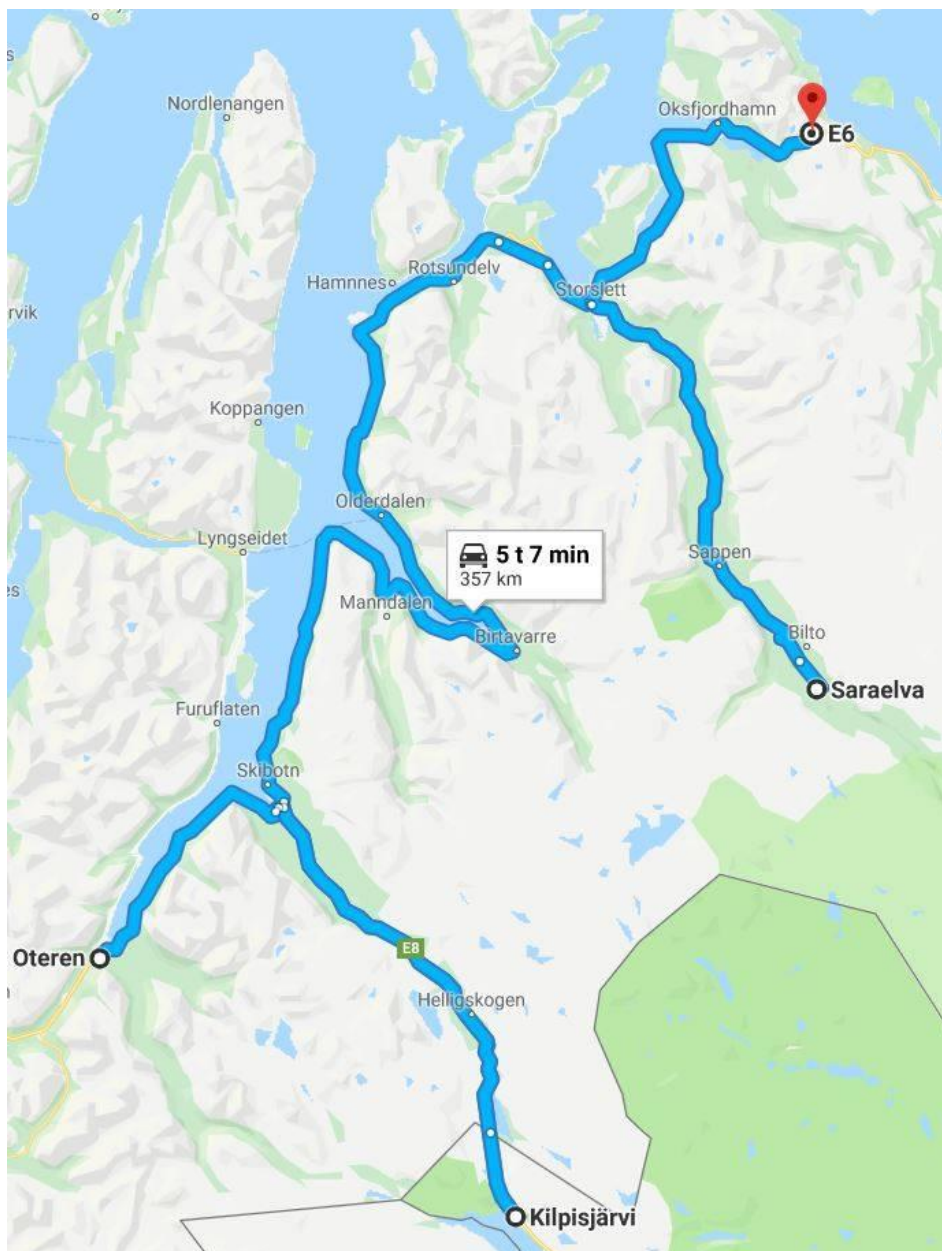 Nordlenangen
Oksfjordhamn
E6
Hamnnes
Rotsundelv
Storslett
rvik
Koppangen
Olderdalen
Lyngseidet
5 t 7 min
357 km
Sappen
es
Manndalen
Birtavarre
Bilto
Saraelva
Furuflaten
Skibotn
Oteren
E8
n
Helligskogen
Kilpisjärvi